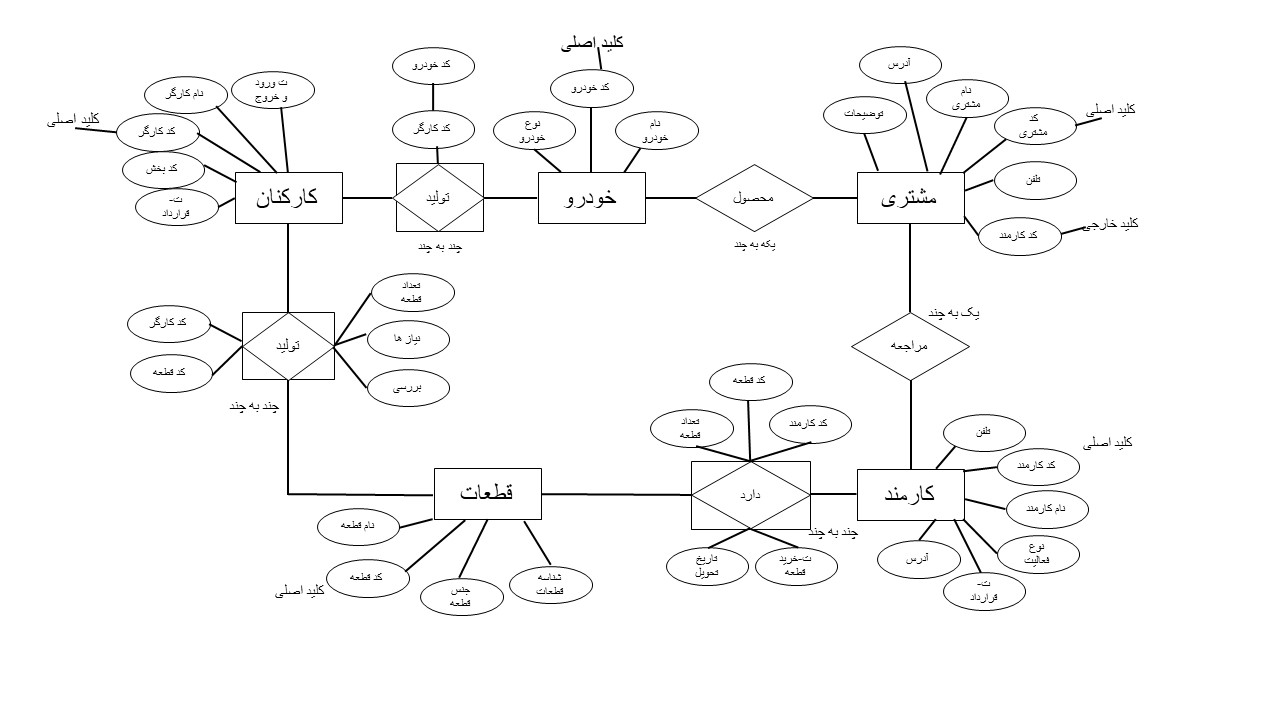 کلید اصلی
آدرس
نام
مشتری
کد
مشتری
کلید اصلی
توضیحات
تلفن
کد کارمند
کلید خارجی
مشتری
محصول
یکه به چند
کد خودرو
نام
خودرو
نوع
خودرو
خودرو
کد خودرو
کد کارگر
تولید
چند به چند
ت ورود
و خروج
نام کارگر
کلید اصلی
کد کارگر
کد بخش
ت-
قرارداد
کارکنان
یک به چند
مراجعه
تعداد
قطعه
نیاز ها
بررسی
تولید
کد کارگر
کد قطعه
چند به چند
تلفن
کلید اصلی
کد کارمند
نام کارمند
نوع
فعالیت
ت-
قرارداد
آدرس
کارمند
کد قطعه
کد کارمند
تعداد
قطعه
دارد
چند به چند
ت-خرید
قطعه
تاریخ
تحویل
قطعات
نام قطعه
کد قطعه
کلید اصلی
جنس
قطعه
شناسه
قطعات